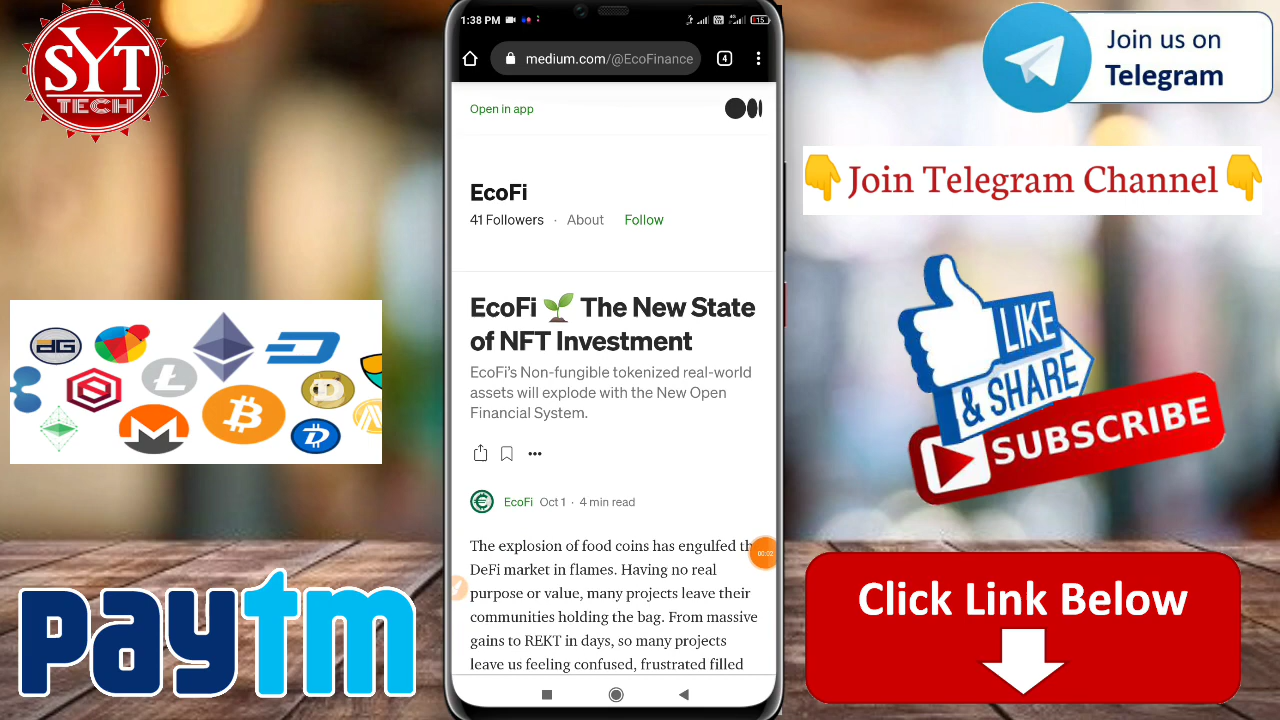 SYT
TECH
1:38 PM
15
medium.com/@EcoFinance
4
Open in app
EcoFi
41 Followers · About Follow
EcoFi 🌱 The New State
of NFT Investment
EcoFi's Non-fungible tokenized real-world
assets will explode with the New Open
Financial System.
EcoFi Oct 1 · 4 min read
The explosion of food coins has engulfed th
DeFi market in flames. Having no real
purpose or value, many projects leave their
communities holding the bag. From massive
gains to REKT in days, so many projects
leave us feeling confused, frustrated filled
00:02
Join us on
Telegram
👇Join Telegram Channel👇
LIKE
& SHARE
SUBSCRIBE
Click Link Below
paytm